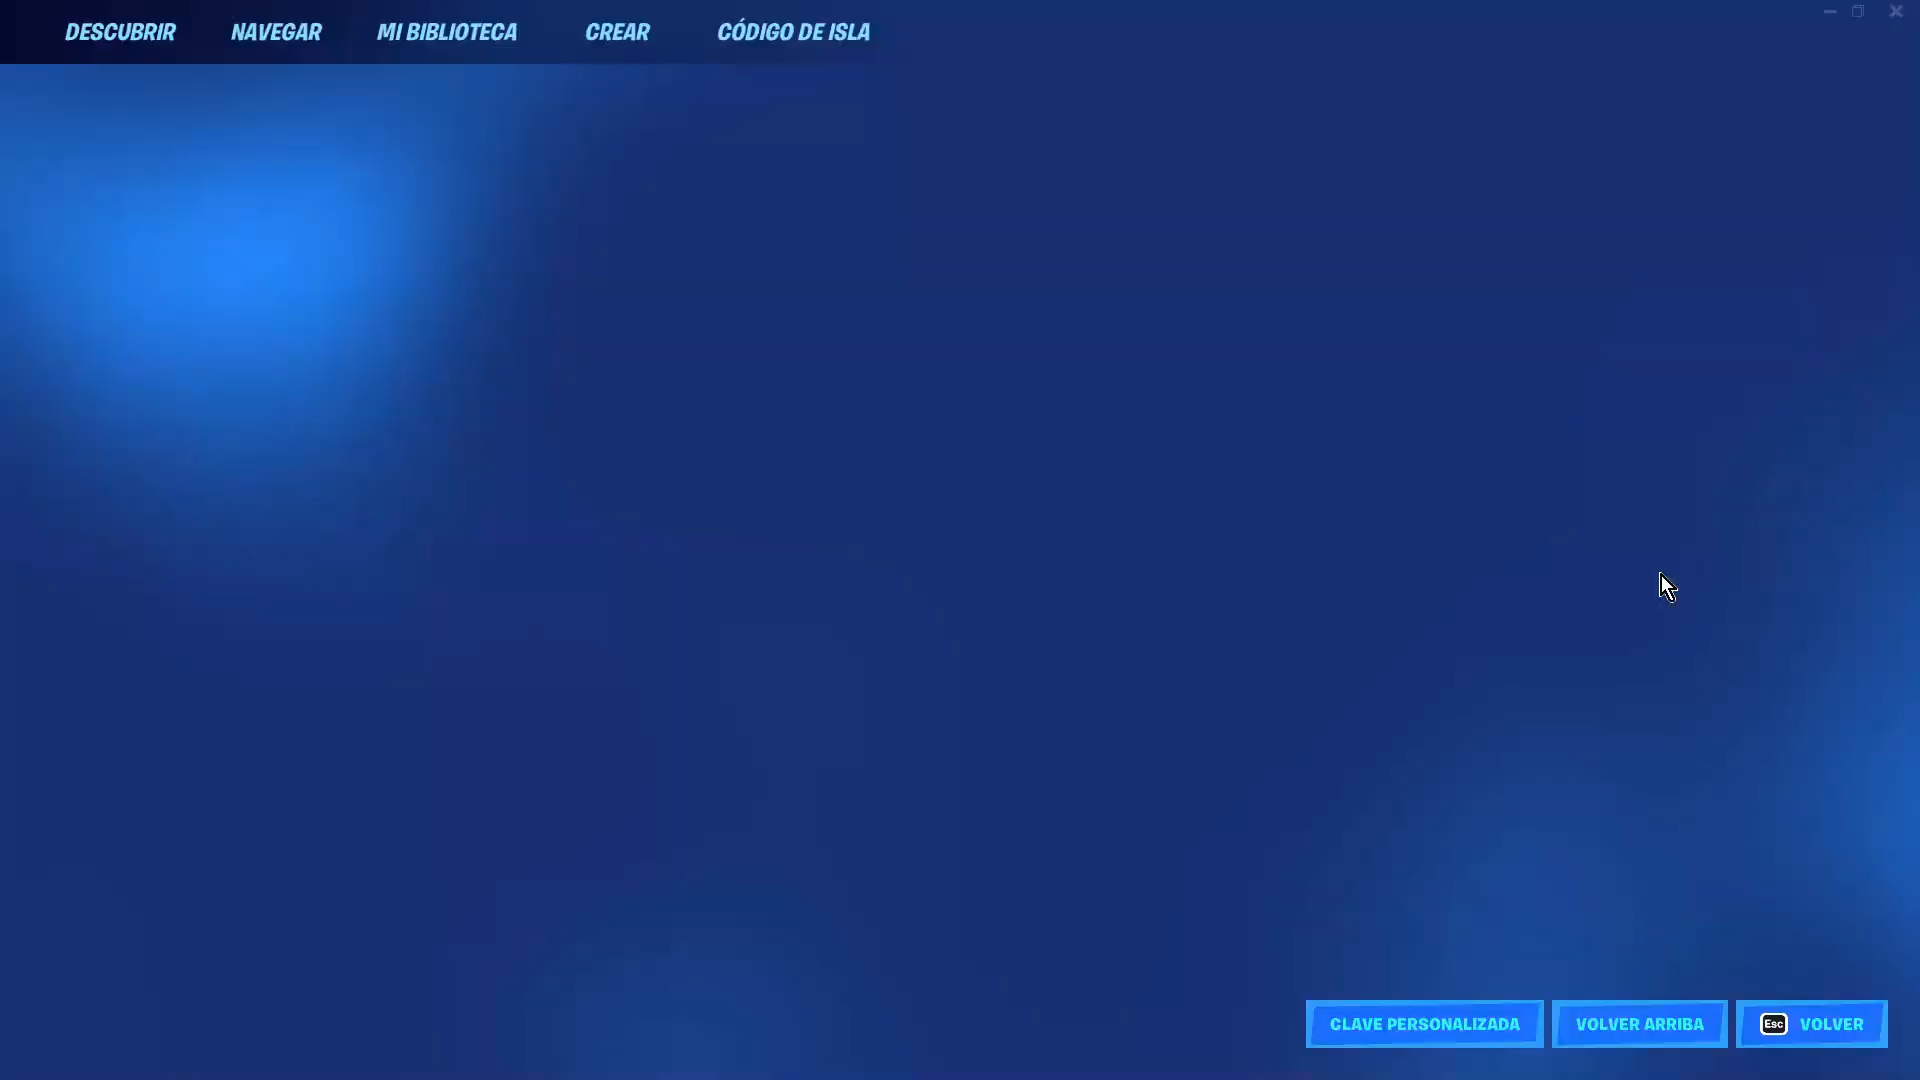 DESCUBRIR NAVEGAR MI BIBLIOTECA CREAR CÓDIGO DE ISLA
CLAVE PERSONALIZADA VOLVER ARRIBA Esc VOLVER